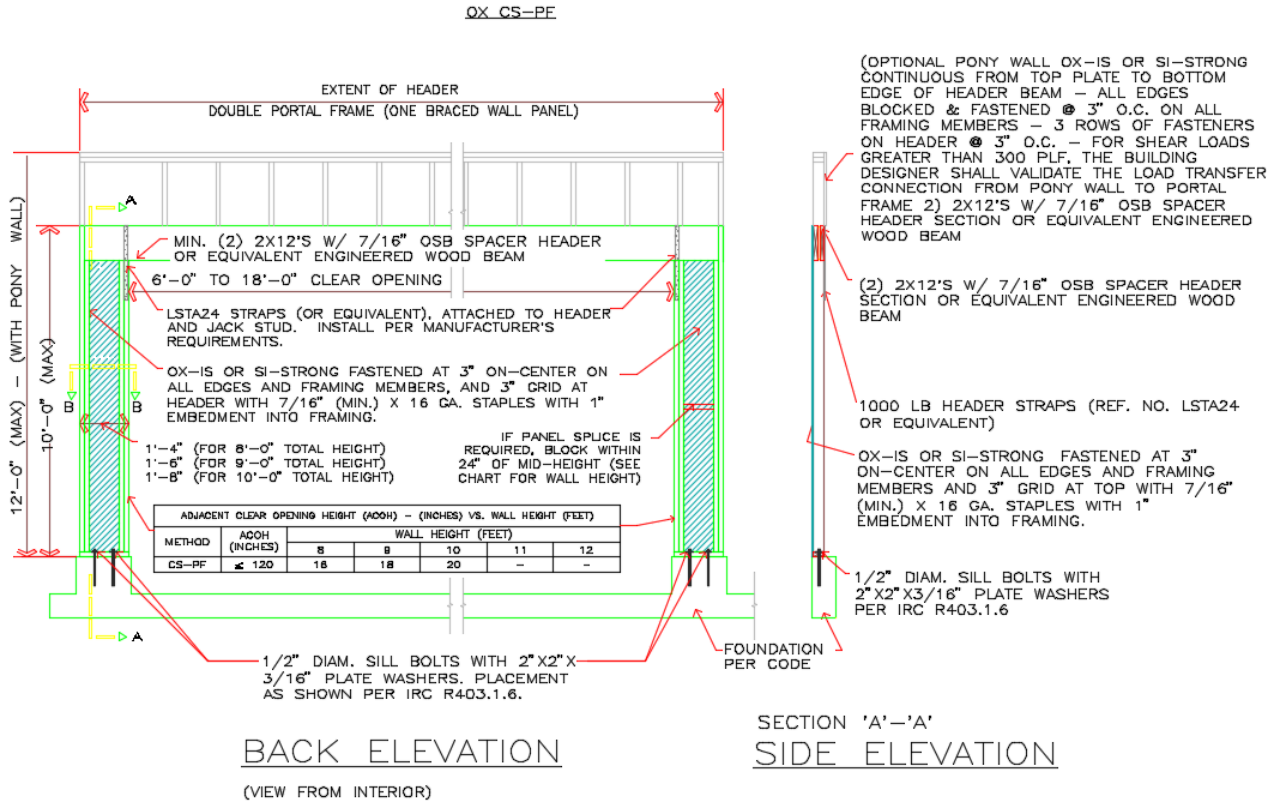 OX CS-PF
EXTENT OF HEADER
DOUBLE PORTAL FRAME (ONE BRACED WALL PANEL)
(OPTIONAL PONY WALL OX-IS OR SI-STRONG
CONTINUOUS FROM TOP PLATE TO BOTTOM
EDGE OF HEADER BEAM - ALL EDGES
BLOCKED & FASTENED @ 3" O.C. ON ALL
FRAMING MEMBERS - 3 ROWS OF FASTENERS
ON HEADER @ 3" O.C. - FOR SHEAR LOADS
GREATER THAN 300 PLF, THE BUILDING
DESIGNER SHALL VALIDATE THE LOAD TRANSFER
CONNECTION FROM PONY WALL TO PORTAL
FRAME 2) 2X12'S W/ 7/16" OSB SPACER
HEADER SECTION OR EQUIVALENT ENGINEERED
WOOD BEAM
12'-0" (MAX) - (WITH PONY WALL)
10'-0" (MAX)
A
MIN. (2) 2X12'S W/ 7/16" OSB SPACER HEADER
OR EQUIVALENT ENGINEERED WOOD BEAM
6'-0" TO 18'-0" CLEAR OPENING
LSTA24 STRAPS (OR EQUIVALENT), ATTACHED TO HEADER
AND JACK STUD. INSTALL PER MANUFACTURER'S
REQUIREMENTS.
OX-IS OR SI-STRONG FASTENED AT 3" ON-CENTER ON
ALL EDGES AND FRAMING MEMBERS, AND 3" GRID AT
HEADER WITH 7/16" (MIN.) X 16 GA. STAPLES WITH 1"
EMBEDMENT INTO FRAMING.
B
B
1'-4" (FOR 8'-0" TOTAL HEIGHT)
1'-6" (FOR 9'-0" TOTAL HEIGHT)
1'-8" (FOR 10'-0" TOTAL HEIGHT)
IF PANEL SPLICE IS
REQUIRED, BLOCK WITHIN
24" OF MID-HEIGHT (SEE
CHART FOR WALL HEIGHT)
(2) 2X12'S W/ 7/16" OSB SPACER HEADER
SECTION OR EQUIVALENT ENGINEERED WOOD
BEAM
1000 LB HEADER STRAPS (REF. NO. LSTA24
OR EQUIVALENT)
OX-IS OR SI-STRONG FASTENED AT 3"
ON-CENTER ON ALL EDGES AND FRAMING
MEMBERS AND 3" GRID AT TOP WITH 7/16"
(MIN.) X 16 GA. STAPLES WITH 1"
EMBEDMENT INTO FRAMING.
ADJACENT CLEAR OPENING HEIGHT (ACOH) - (INCHES) VS. WALL HEIGHT (FEET)
METHOD ACOH (INCHES) WALL HEIGHT (FEET)
8 9 10 11 12
CS-PF ≤ 120 16 18 20 - -
1/2" DIAM. SILL BOLTS WITH
2"X2"X3/16" PLATE WASHERS
PER IRC R403.1.6
A
1/2" DIAM. SILL BOLTS WITH 2"X2"X
3/16" PLATE WASHERS. PLACEMENT
AS SHOWN PER IRC R403.1.6.
FOUNDATION
PER CODE
BACK ELEVATION
(VIEW FROM INTERIOR)
SECTION 'A'-'A'
SIDE ELEVATION